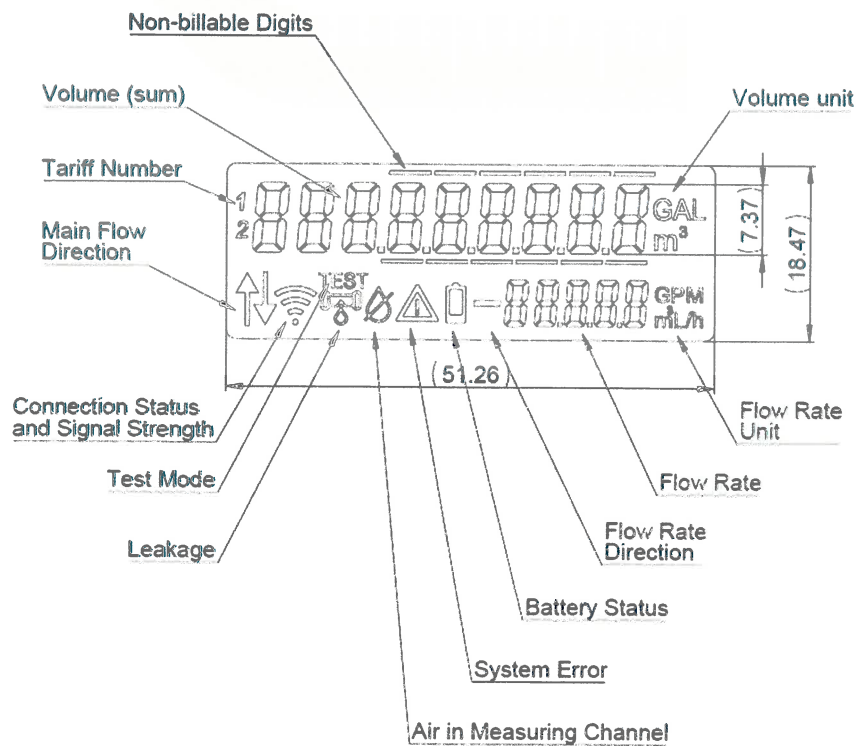 Non-billable Digits
Volume (sum)
Volume unit
Tariff Number
1
2
GAL
m³
(7.37)
(18.47)
Main Flow
Direction
TEST
GPM
m³L/h
(51.26)
Connection Status
and Signal Strength
Flow Rate
Unit
Test Mode
Flow Rate
Leakage
Flow Rate
Direction
Battery Status
System Error
Air in Measuring Channel